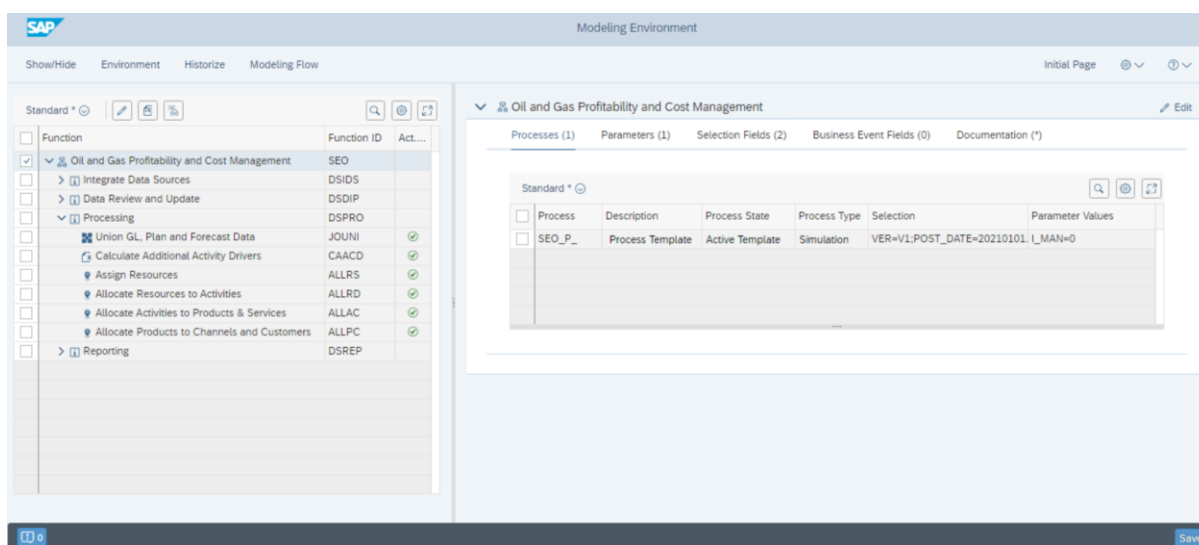 SAP
Modeling Environment
Show/Hide Environment Historize Modeling Flow
Initial Page
Standard *
Function Function ID Act....
Oil and Gas Profitability and Cost Management SEO
Integrate Data Sources DSIDS
Data Review and Update DSDIP
Processing DSPRO
Union GL, Plan and Forecast Data JOUNI
Calculate Additional Activity Drivers CAACD
Assign Resources ALLRS
Allocate Resources to Activities ALLRD
Allocate Activities to Products & Services ALLAC
Allocate Products to Channels and Customers ALLPC
Reporting DSREP
Oil and Gas Profitability and Cost Management
Edit
Processes (1) Parameters (1) Selection Fields (2) Business Event Fields (0) Documentation (*)
Standard *
Process Description Process State Process Type Selection Parameter Values
SEO_P_ Process Template Active Template Simulation VER=V1;POST_DATE=20210101. I_MAN=0
0
Save